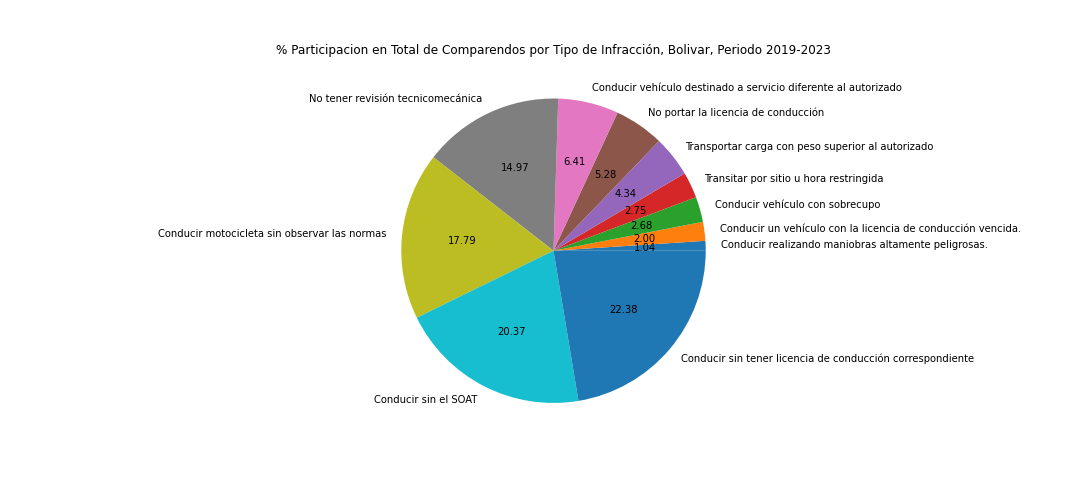 % Participacion en Total de Comparendos por Tipo de Infracción, Bolivar, Periodo 2019-2023
Conducir vehículo destinado a servicio diferente al autorizado
No tener revisión tecnicomecánica
No portar la licencia de conducción
Transportar carga con peso superior al autorizado
6.41
14.97
5.28
Transitar por sitio u hora restringida
4.34
Conducir vehículo con sobrecupo
2.75
2.68
Conducir un vehículo con la licencia de conducción vencida.
Conducir motocicleta sin observar las normas
17.79
2.00
Conducir realizando maniobras altamente peligrosas.
1.04
22.38
20.37
Conducir sin tener licencia de conducción correspondiente
Conducir sin el SOAT